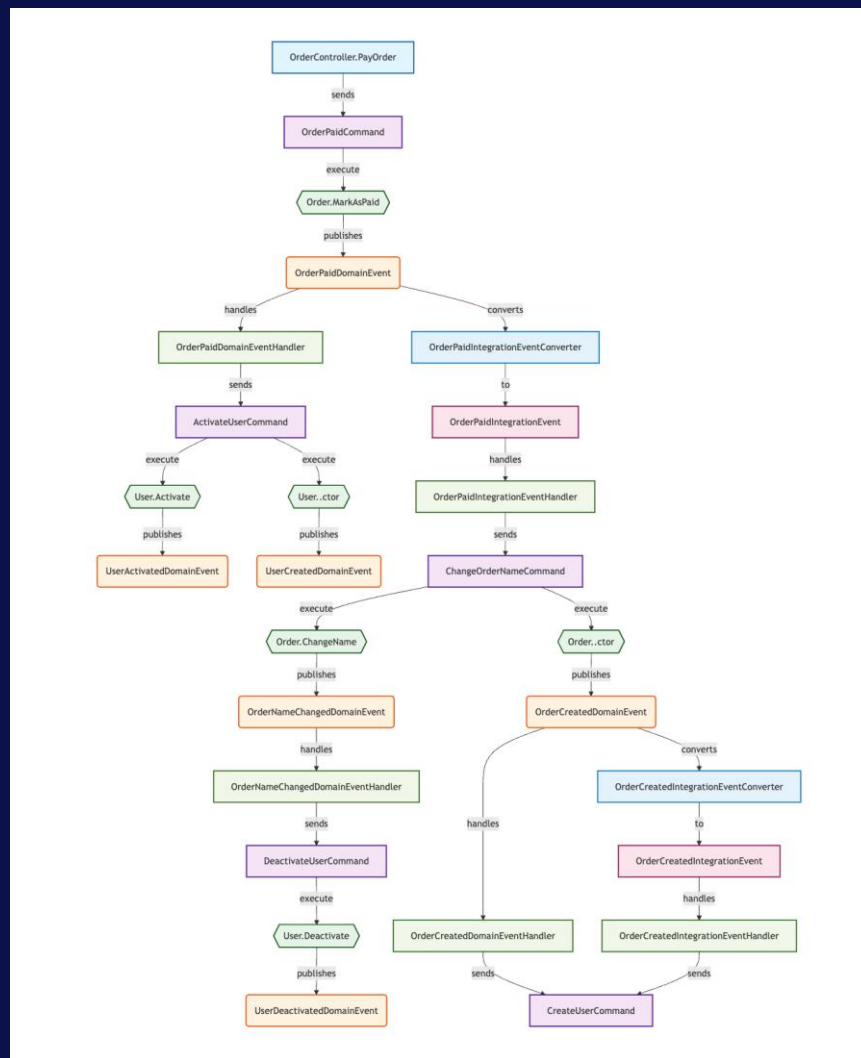 OrderController.PayOrder
sends
OrderPaidCommand
execute
Order.MarkAsPaid
publishes
OrderPaidDomainEvent
handles
converts
OrderPaidDomainEventHandler
OrderPaidIntegrationEventConverter
sends
to
ActivateUserCommand
OrderPaidIntegrationEvent
execute
execute
handles
User.Activate
User..ctor
OrderPaidIntegrationEventHandler
publishes
publishes
sends
UserActivatedDomainEvent
UserCreatedDomainEvent
ChangeOrderNameCommand
execute
execute
Order.ChangeName
Order..ctor
publishes
publishes
OrderNameChangedDomainEvent
OrderCreatedDomainEvent
handles
converts
OrderNameChangedDomainEventHandler
OrderCreatedIntegrationEventConverter
sends
handles
to
DeactivateUserCommand
OrderCreatedIntegrationEvent
execute
handles
User.Deactivate
OrderCreatedDomainEventHandler
OrderCreatedIntegrationEventHandler
publishes
sends
sends
UserDeactivatedDomainEvent
CreateUserCommand